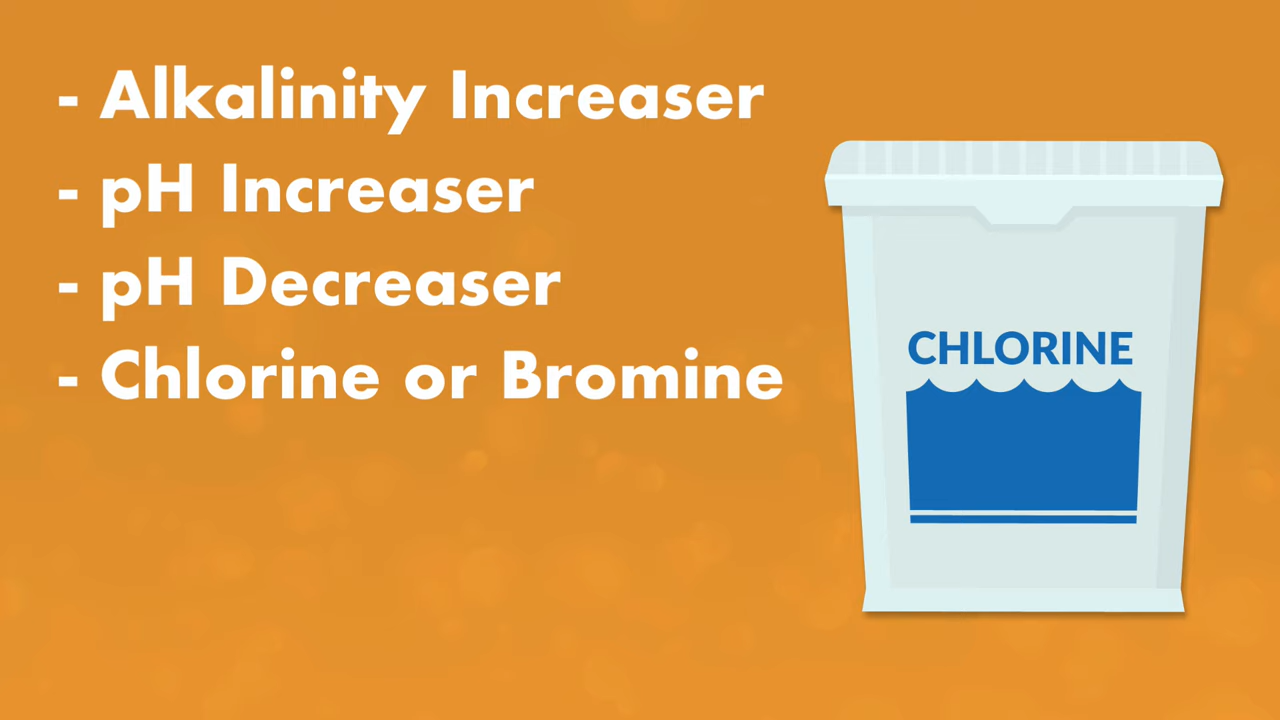 - Alkalinity Increaser
- pH Increaser
- pH Decreaser
- Chlorine or Bromine
CHLORINE